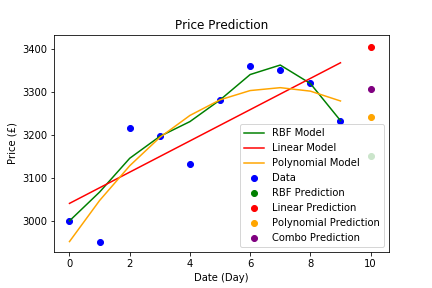 Price Prediction
Price (£)
3400
3300
3200
3100
3000
RBF Model
Linear Model
Polynomial Model
Data
RBF Prediction
Linear Prediction
Polynomial Prediction
Combo Prediction
0 2 4 6 8 10
Date (Day)